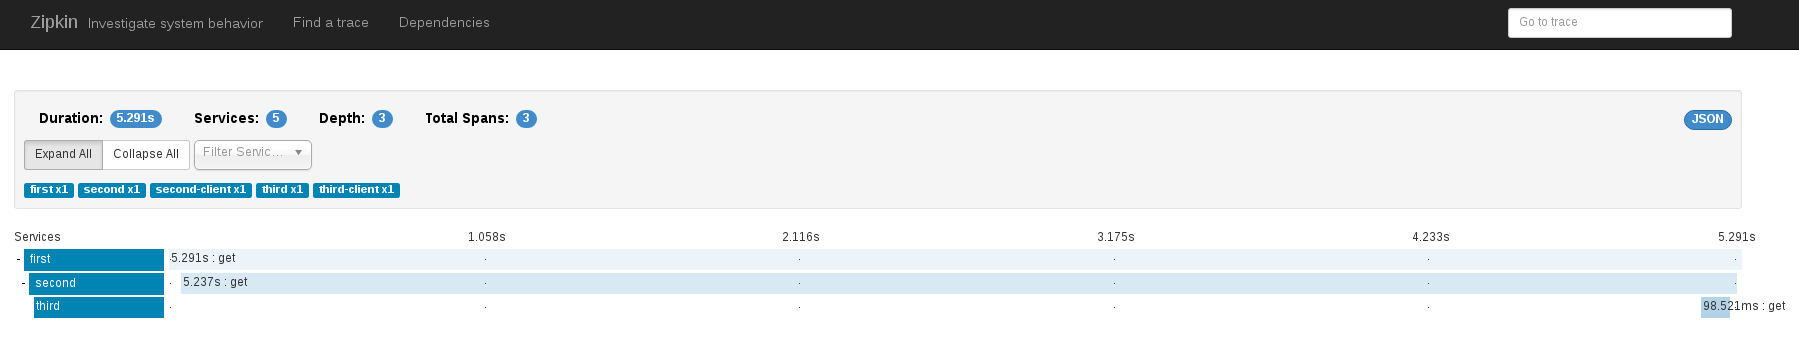 Zipkin Investigate system behavior Find a trace Dependencies Go to trace
Duration: 5.291s Services: 5 Depth: 3 Total Spans: 3 JSON
Expand All Collapse All Filter Servic...
first x1 second x1 second-client x1 third x1 third-client x1
Services 1.058s 2.116s 3.175s 4.233s 5.291s
- first 5.291s : get
- second 5.237s : get
third 98.521ms : get